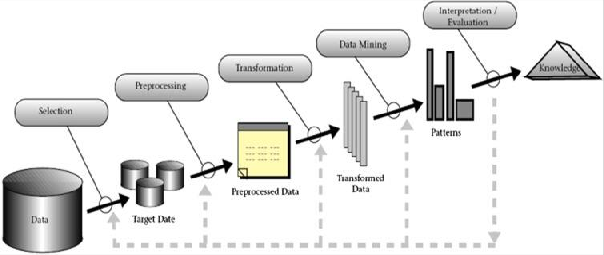 Interpretation /
Evaluation
Data Mining
Transformation
Preprocessing
Selection
Knowledge
Patterns
Transformed
Data
Preprocessed Data
Target Date
Data